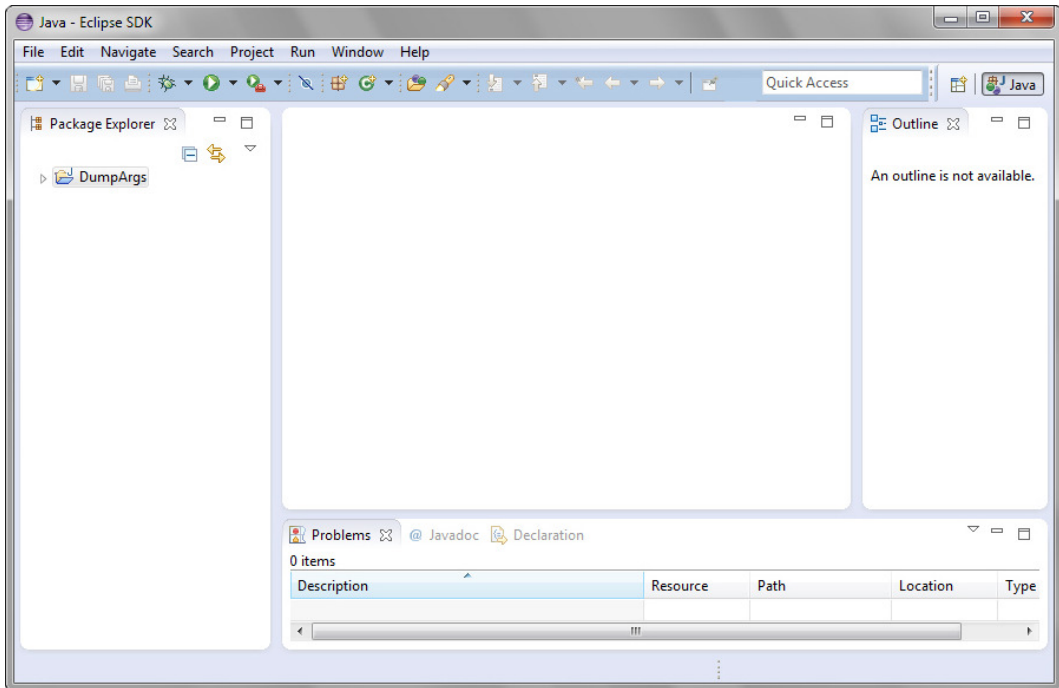 Java - Eclipse SDK
File Edit Navigate Search Project Run Window Help
Quick Access
Java
Package Explorer
DumpArgs
Outline
An outline is not available.
Problems @ Javadoc Declaration
0 items
Description Resource Path Location Type